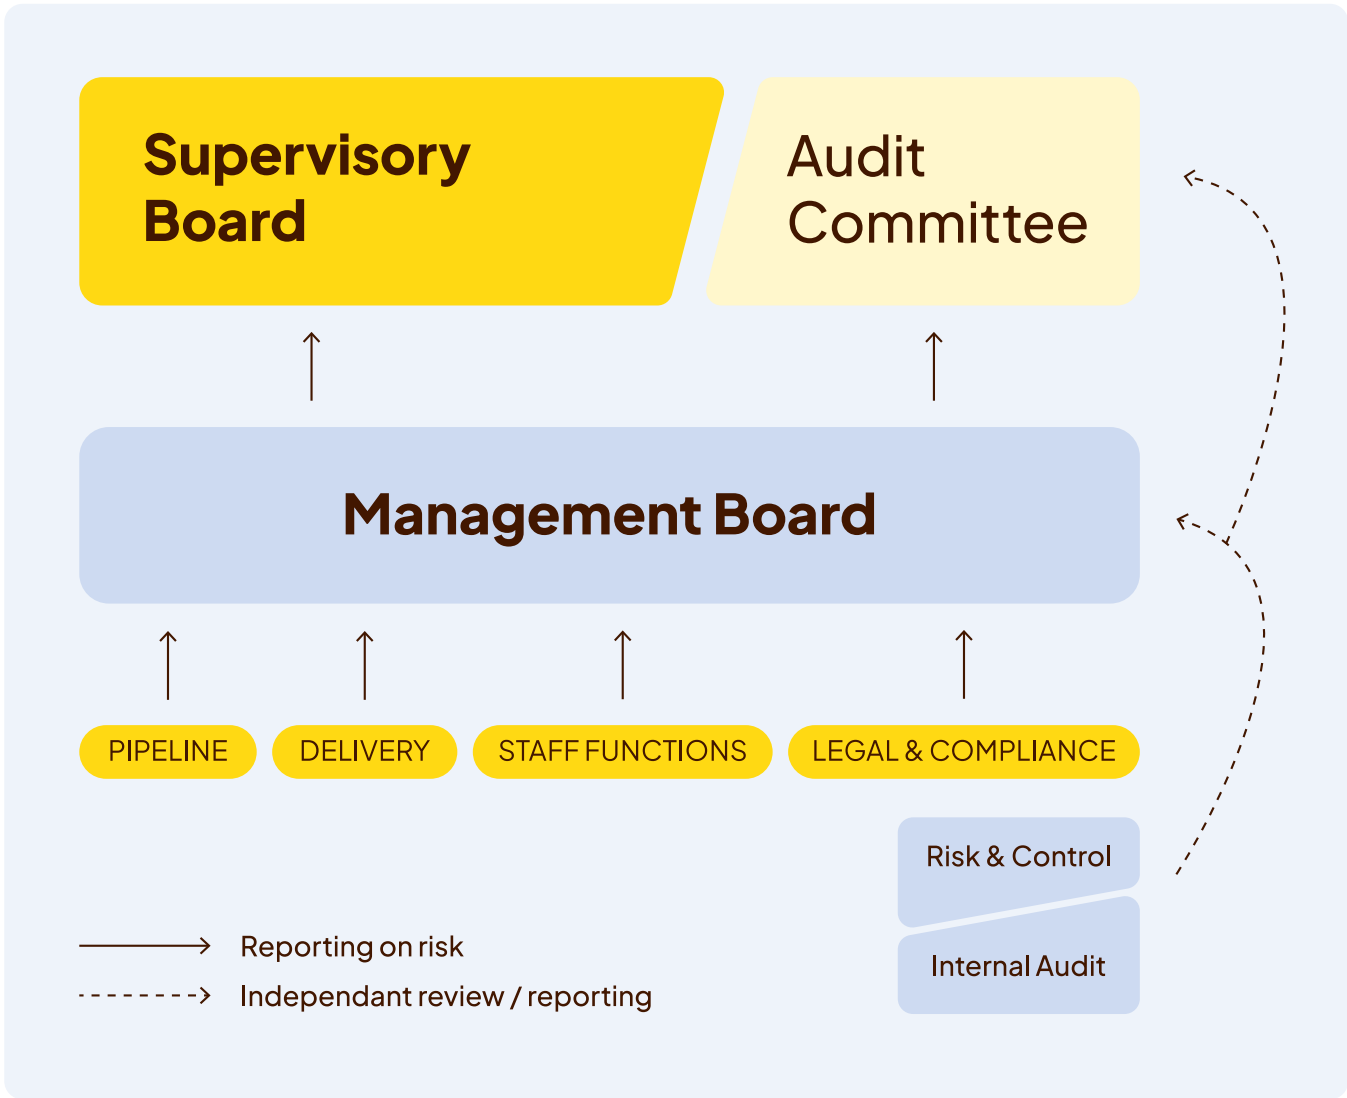 Supervisory
Board
Audit
Committee
Management Board
PIPELINE
DELIVERY
STAFF FUNCTIONS
LEGAL & COMPLIANCE
Risk & Control
Internal Audit
Reporting on risk
Independant review / reporting